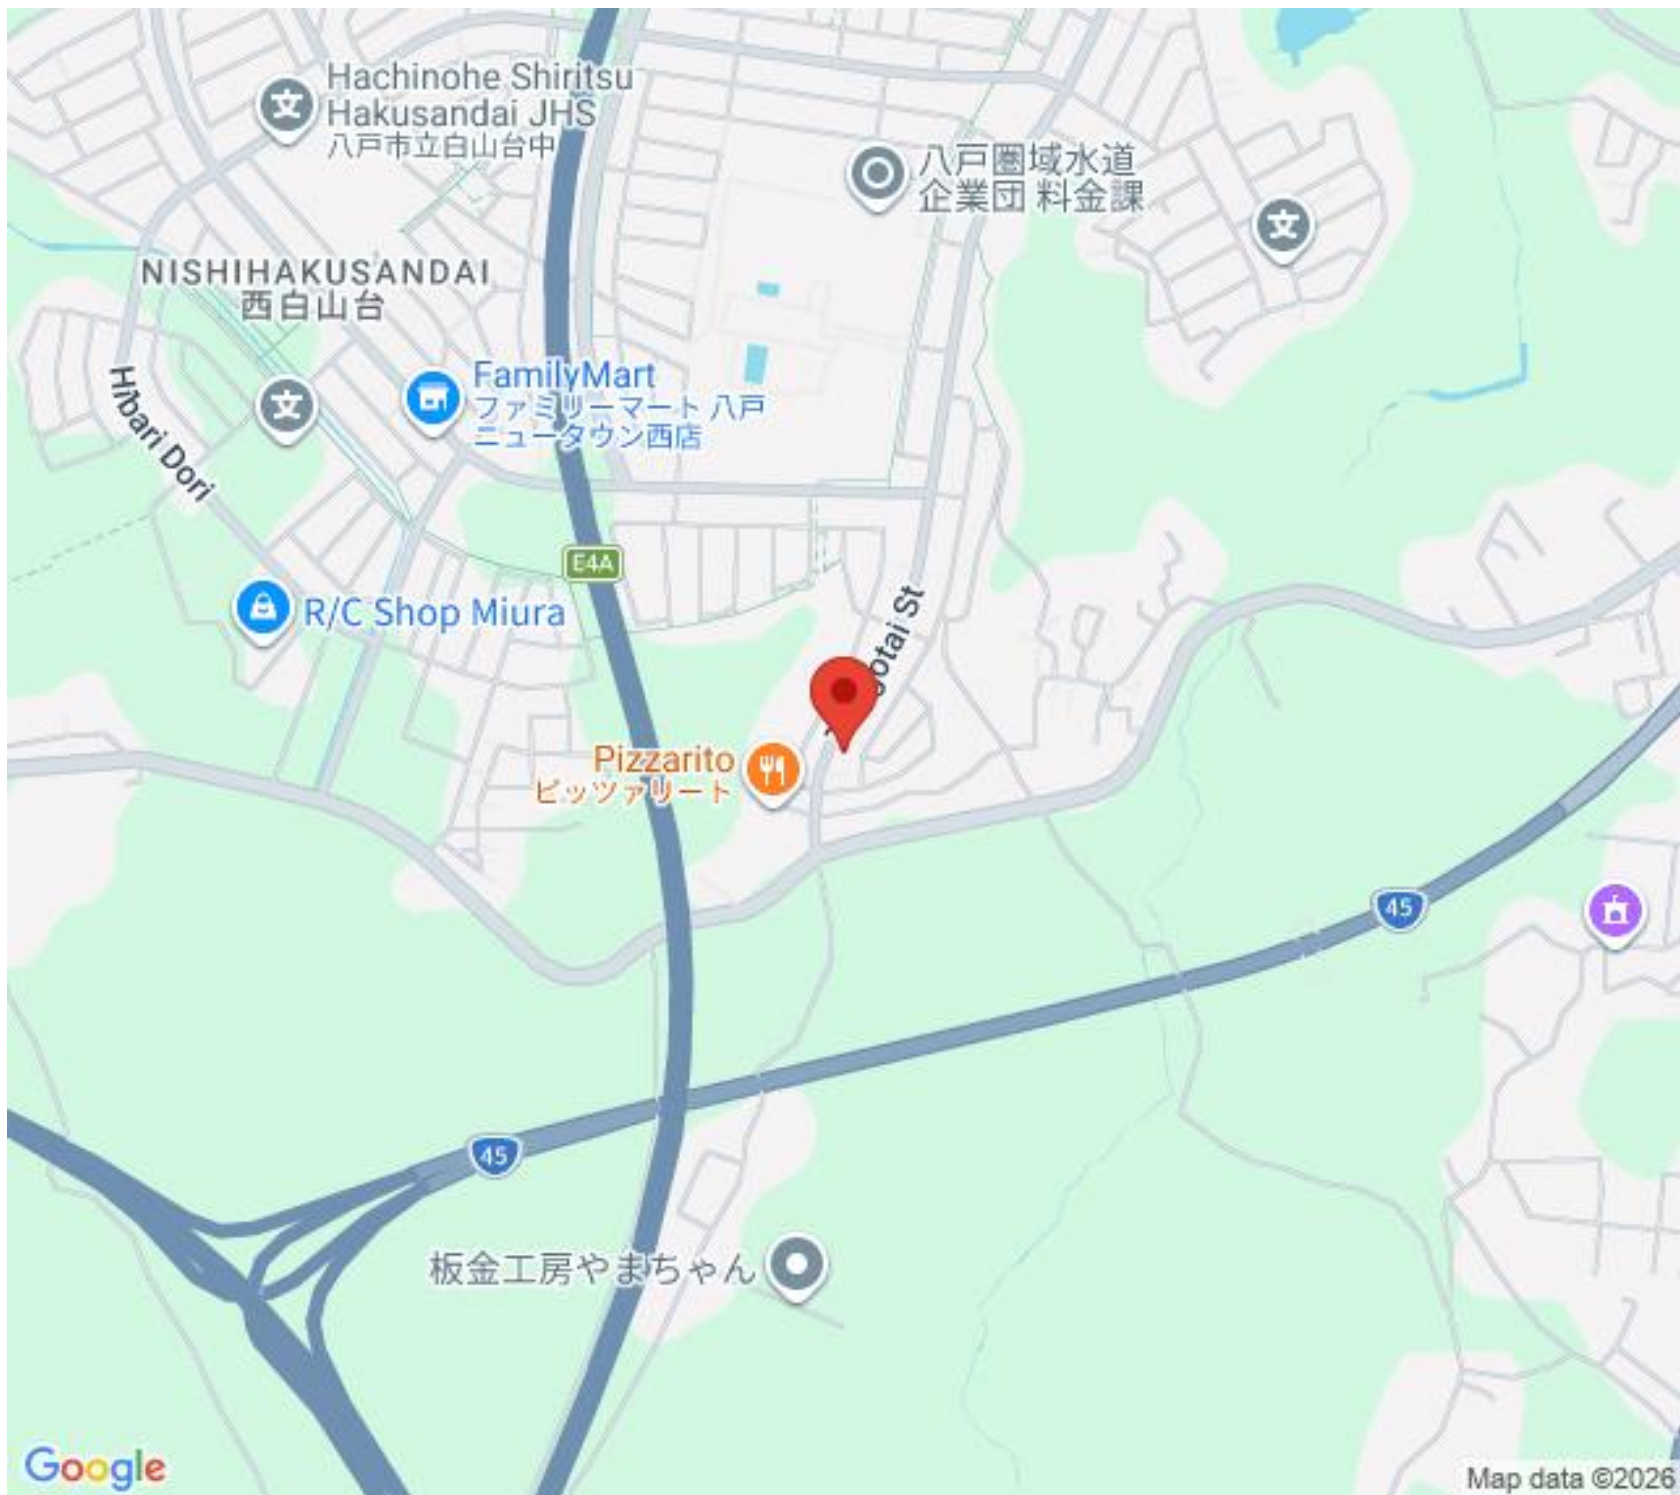 Hachinohe Shiritsu
Hakusandai JHS
八戸市立白山台中
八戸圏域水道
企業団 料金課
NISHIHAKUSANDAI
西白山台
FamilyMart
ファミリーマート 八戸
ニュータウン西店
Hibari Dori
E4A
R/C Shop Miura
otai St
Pizzarito
ピッツァリート
45
45
板金工房やまちゃん
Google
Map data ©2026